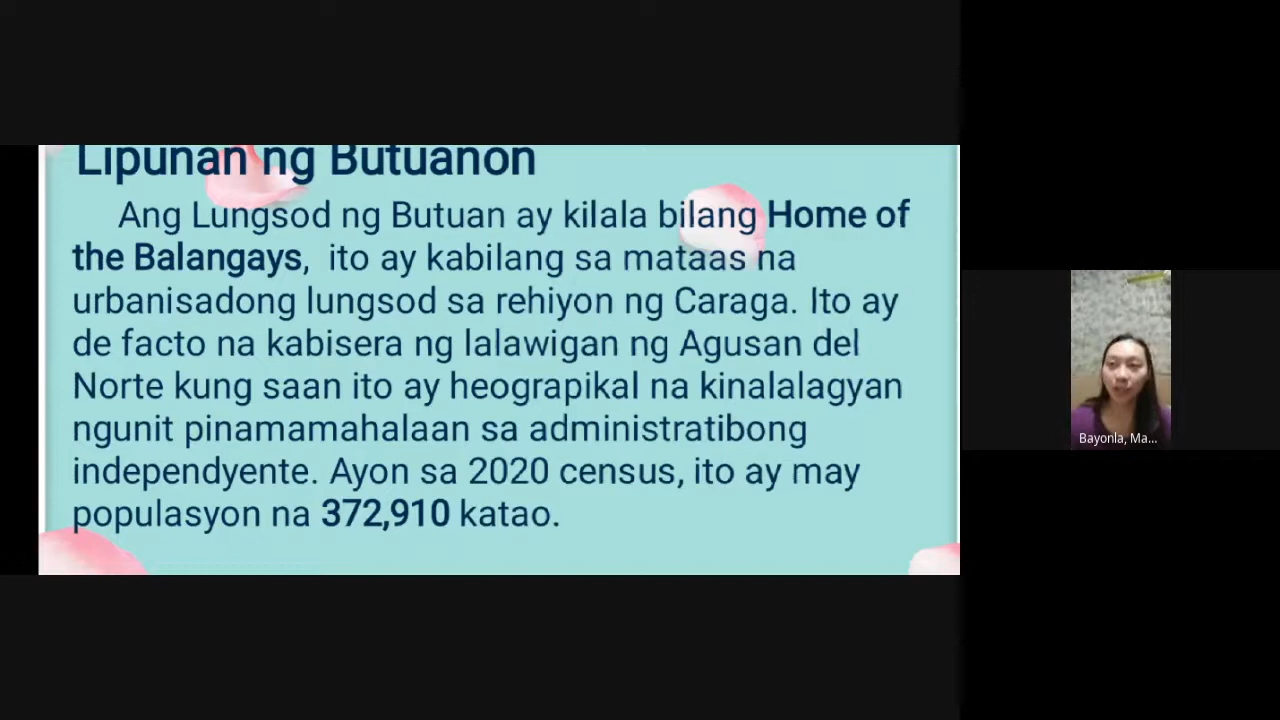 Lipunan ng Butuanon
Ang Lungsod ng Butuan ay kilala bilang Home of
the Balangays, ito ay kabilang sa mataas na
urbanisadong lungsod sa rehiyon ng Caraga. Ito ay
de facto na kabisera ng lalawigan ng Agusan del
Norte kung saan ito ay heograpikal na kinalalagyan
ngunit pinamamahalaan sa administratibong
independyente. Ayon sa 2020 census, ito ay may
populasyon na 372,910 katao.
Bayonla, Ma...